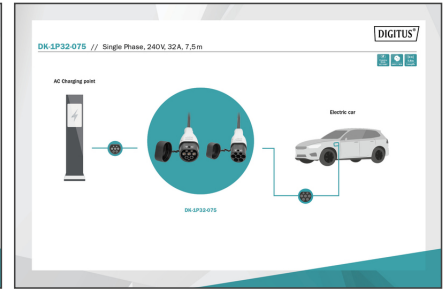 DIGITUS®
DK-1P32-075 // Single Phase, 240V, 32A, 7,5m
AC Charging point
Electric car
DK-1P32-075